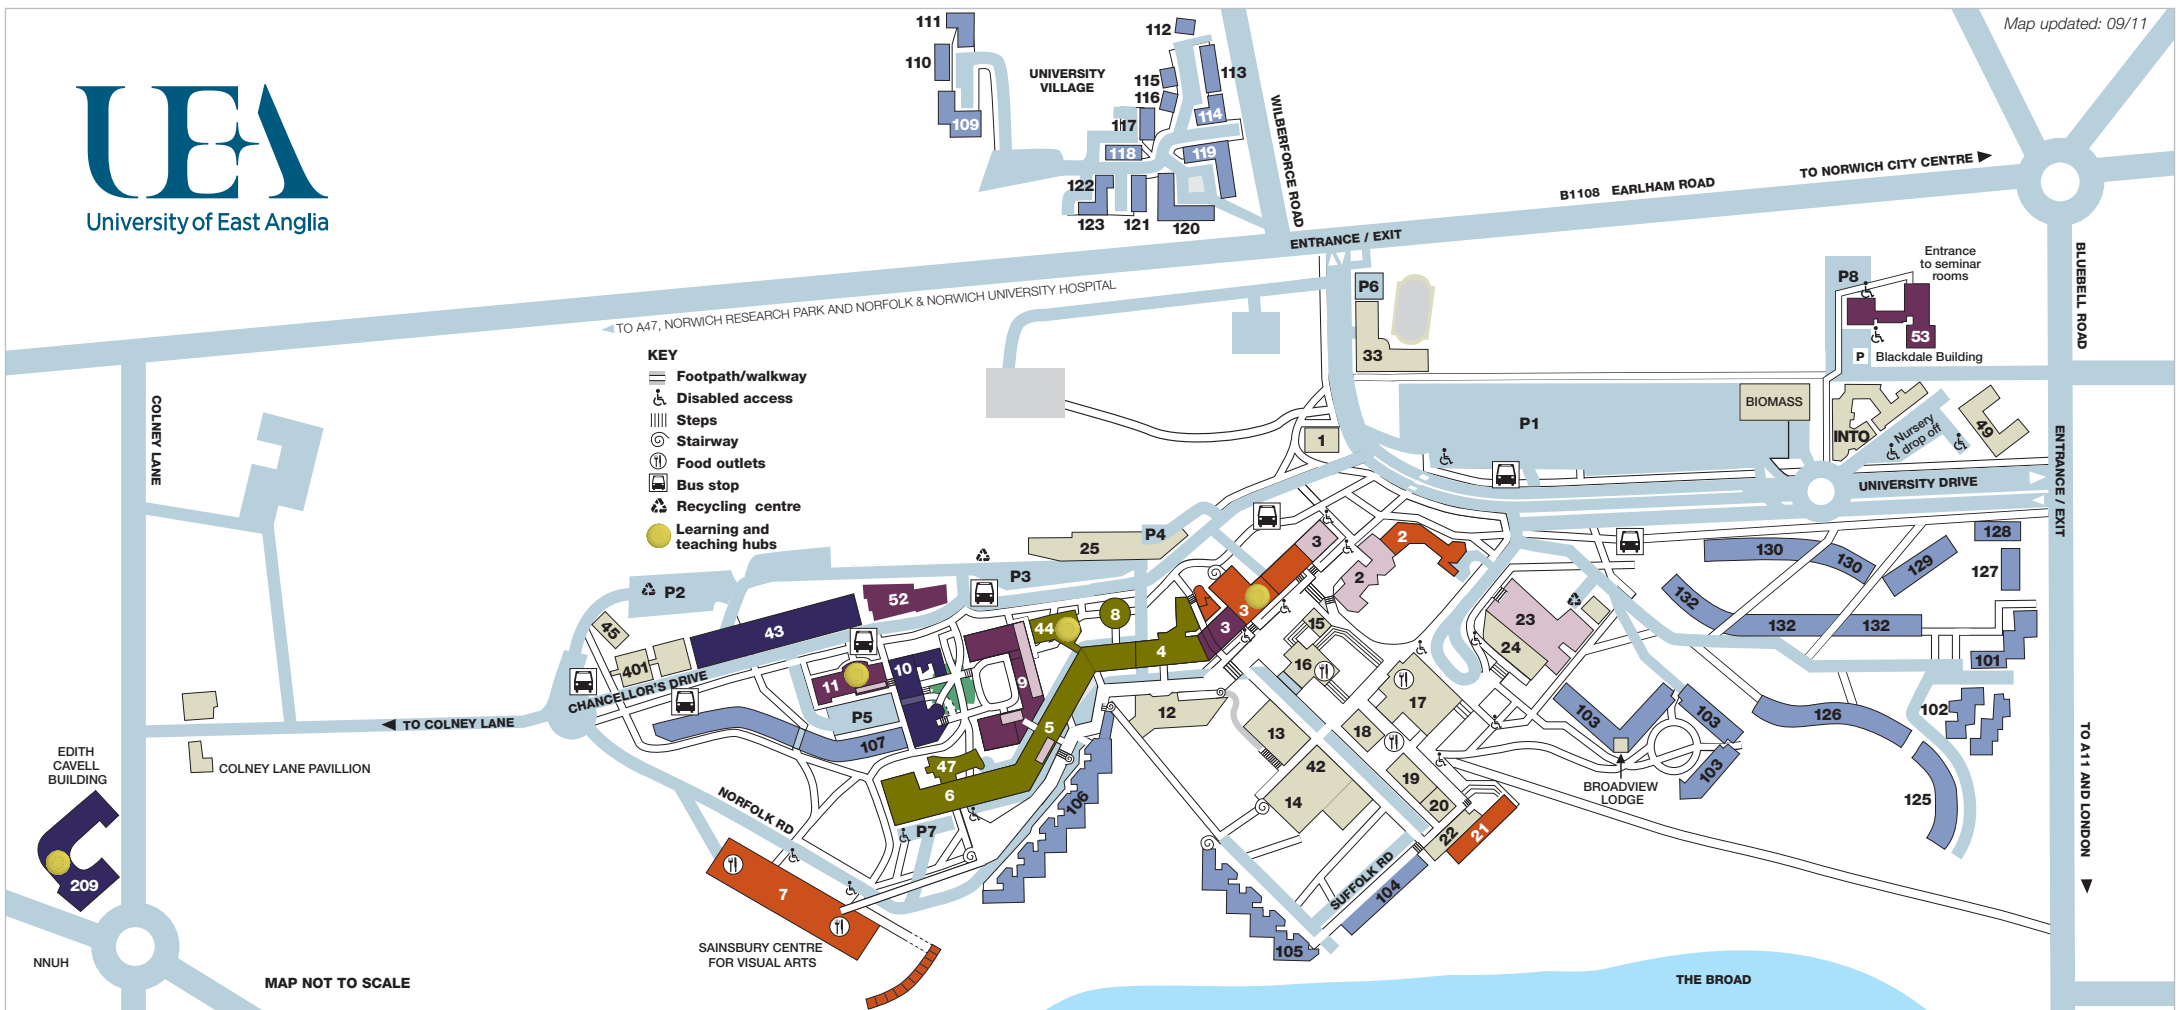 Map updated: 09/11
UEA
University of East Anglia
111
110
109
UNIVERSITY
VILLAGE
112
113
115
116
114
117
118
119
122
123
121
120
WILBERFORCE ROAD
ENTRANCE / EXIT
B1108 EARLHAM ROAD
TO NORWICH CITY CENTRE
TO A47, NORWICH RESEARCH PARK AND NORFOLK & NORWICH UNIVERSITY HOSPITAL
BLUEBELL ROAD
Entrance
to seminar
rooms
P8
53
P
Blackdale Building
P6
33
KEY
Footpath/walkway
Disabled access
Steps
Stairway
Food outlets
Bus stop
Recycling centre
Learning and
teaching hubs
COLNEY LANE
1
P1
BIOMASS
INTO
Nursery
drop off
49
UNIVERSITY DRIVE
ENTRANCE / EXIT
P4
25
P3
P2
52
43
45
401
CHANCELLOR'S DRIVE
TO COLNEY LANE
COLNEY LANE PAVILLION
EDITH
CAVELL
BUILDING
209
NNUH
MAP NOT TO SCALE
44
8
4
3
3
3
2
2
11
10
9
P5
107
5
47
6
P7
106
NORFOLK RD
7
SAINSBURY CENTRE
FOR VISUAL ARTS
12
13
42
14
15
16
17
18
19
20
22
21
23
24
SUFFOLK RD
104
105
103
103
103
BROADVIEW
LODGE
130
130
129
128
127
132
132
132
101
102
126
125
TO A11 AND LONDON
THE BROAD